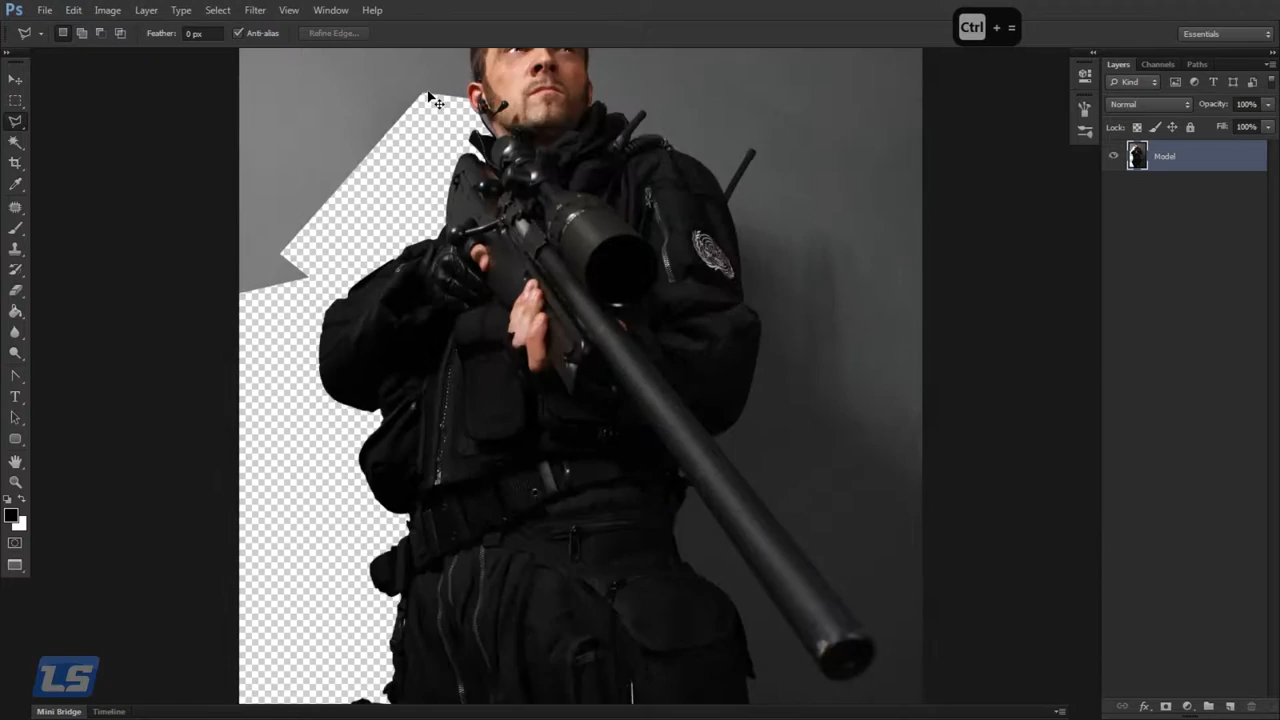 Ps File Edit Image Layer Type Select Filter View Window Help
Ctrl + =
Feather: 0 px Anti-alias Refine Edge... Essentials
Layers Channels Paths
Kind
Normal Opacity: 100%
Locks: Fill: 100%
Model
LS
Mini Bridge Timeline